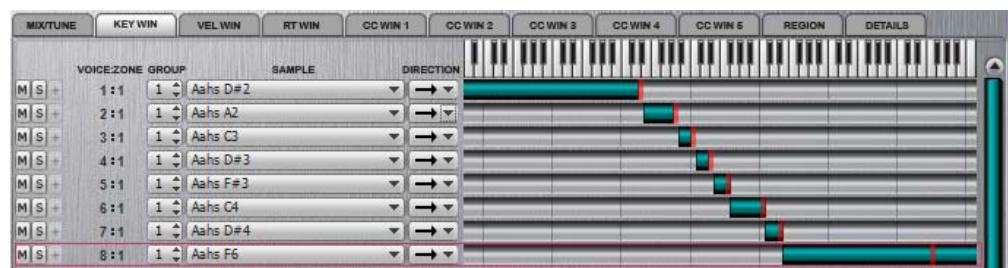 MIX/TUNE KEY WIN VEL WIN RT WIN CC WIN 1 CC WIN 2 CC WIN 3 CC WIN 4 CC WIN 5 REGION DETAILS
VOICE:ZONE GROUP SAMPLE DIRECTION
M S + 1:1 1 Aahs D#2
M S + 2:1 1 Aahs A2
M S + 3:1 1 Aahs C3
M S + 4:1 1 Aahs D#3
M S + 5:1 1 Aahs F#3
M S + 6:1 1 Aahs C4
M S + 7:1 1 Aahs D#4
M S + 8:1 1 Aahs F6